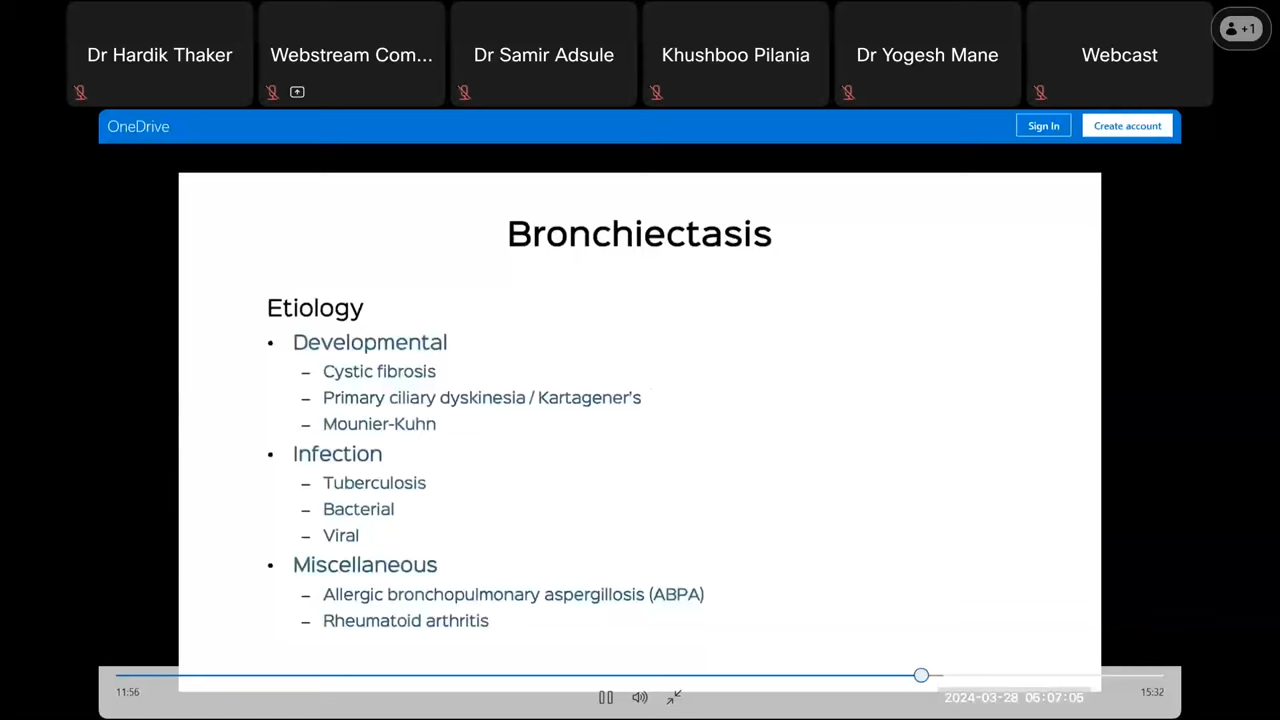 Dr Hardik Thaker
Webstream Com...
Dr Samir Adsule
Khushboo Pilania
Dr Yogesh Mane
Webcast
+1
OneDrive
Sign In
Create account
Bronchiectasis
Etiology
• Developmental
– Cystic fibrosis
– Primary ciliary dyskinesia / Kartagener's
– Mounier-Kuhn
• Infection
– Tuberculosis
– Bacterial
– Viral
• Miscellaneous
– Allergic bronchopulmonary aspergillosis (ABPA)
– Rheumatoid arthritis
11:56
2024-03-28 06:07:05
15:32